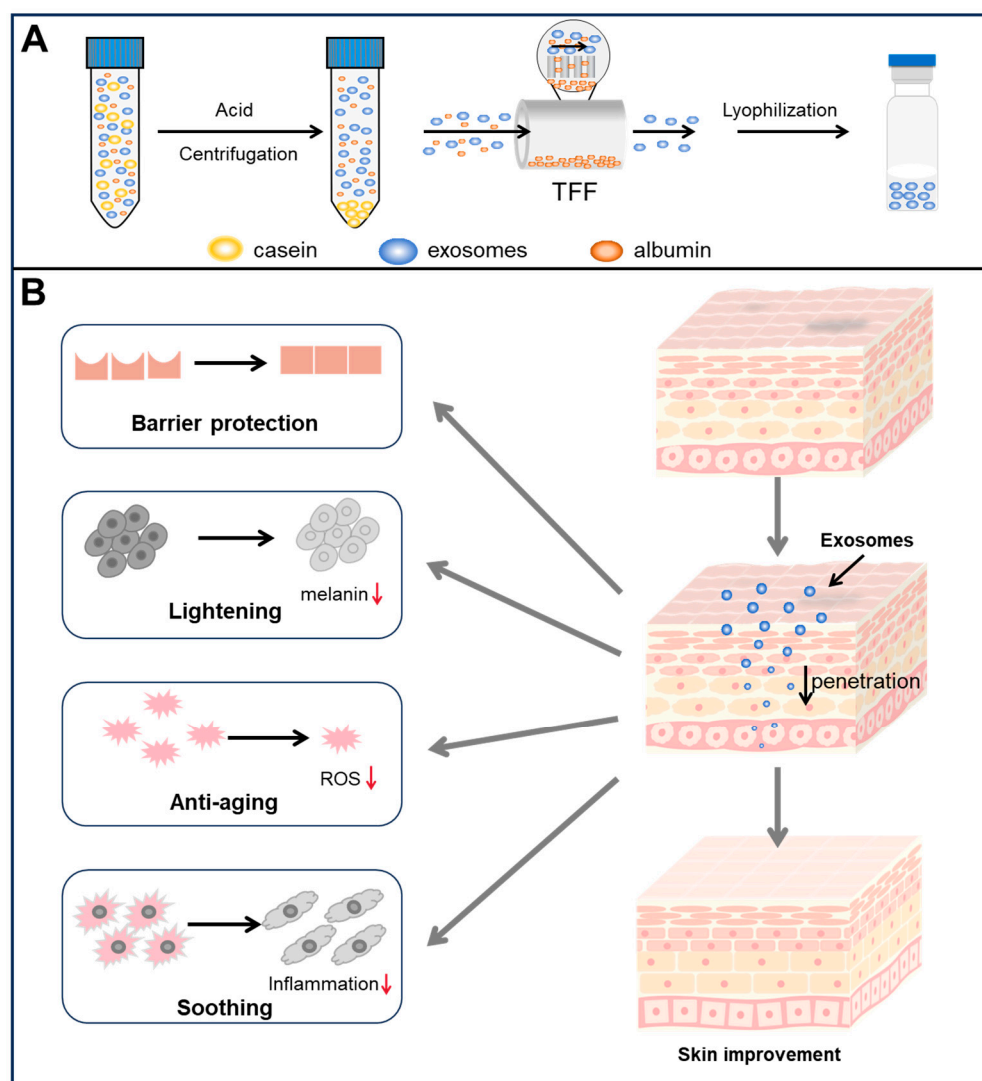 A
Acid
Centrifugation
TFF
Lyophilization
casein
exosomes
albumin
B
Barrier protection
melanin
Lightening
ROS
Anti-aging
Inflammation
Soothing
Exosomes
penetration
Skin improvement